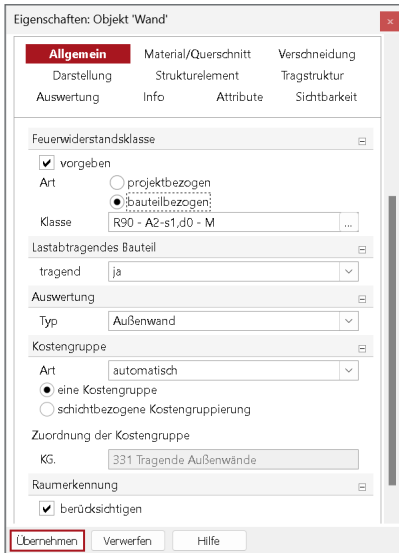 Eigenschaften: Objekt 'Wand'
Allgemein Material/Querschnitt Verschneidung
Darstellung Strukturelement Tragstruktur
Auswertung Info Attribute Sichtbarkeit
Feuerwiderstandsklasse
vorgeben
Art projektbezogen
bauteilbezogen
Klasse R90 - A2-s1,d0 - M ...
Lastabtragendes Bauteil
tragend ja
Auswertung
Typ Außenwand
Kostengruppe
Art automatisch
eine Kostengruppe
schichtbezogene Kostengruppierung
Zuordnung der Kostengruppe
KG. 331 Tragende Außenwände
Raumerkennung
berücksichtigen
Übernehmen Verwerfen Hilfe